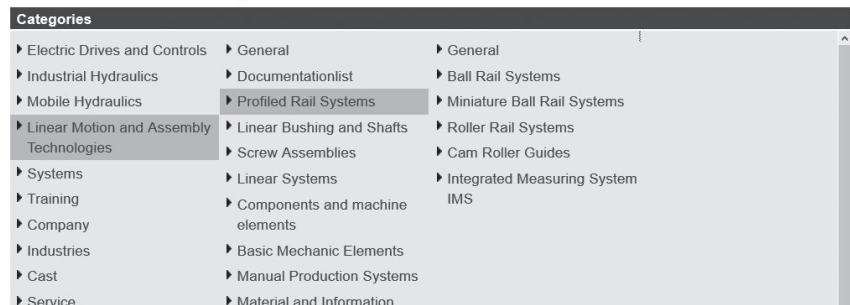 Categories
Electric Drives and Controls
Industrial Hydraulics
Mobile Hydraulics
Linear Motion and Assembly
Technologies
Systems
Training
Company
Industries
Cast
Service
General
Documentationlist
Profiled Rail Systems
Linear Bushing and Shafts
Screw Assemblies
Linear Systems
Components and machine
elements
Basic Mechanic Elements
Manual Production Systems
Material and Information
General
Ball Rail Systems
Miniature Ball Rail Systems
Roller Rail Systems
Cam Roller Guides
Integrated Measuring System
IMS